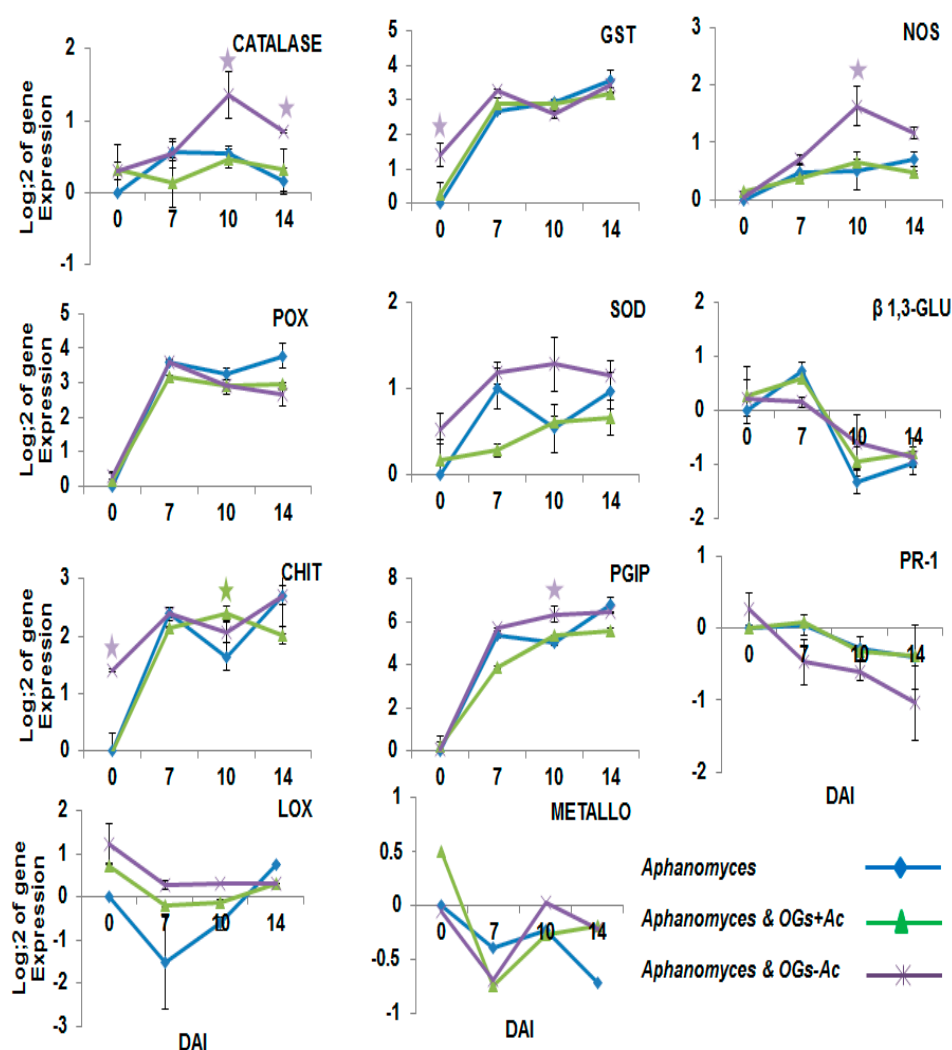 CATALASE
GST
NOS
Log;2 of gene
Expression
2
1
0
-1
0 7 10 14
5
4
3
2
1
0
0 7 10 14
3
2
1
0
0 7 10 14
POX
SOD
β 1,3-GLU
Log;2 of gene
Expression
5
4
3
2
1
0
0 7 10 14
2
1
0
0 7 10 14
2
1
0
-1
-2
0 7 10 14
CHIT
PGIP
PR-1
Log;2 of gene
Expression
3
2
1
0
0 7 10 14
8
6
4
2
0
0 7 10 14
1
0
-1
-2
0 7 10 14
DAI
LOX
METALLO
Log;2 of gene
Expression
2
1
0
-1
-2
-3
0 7 10 14
DAI
1
0.5
0
-0.5
-1
0 7 10 14
DAI
Aphanomyces
Aphanomyces & OGs+Ac
Aphanomyces & OGs-Ac